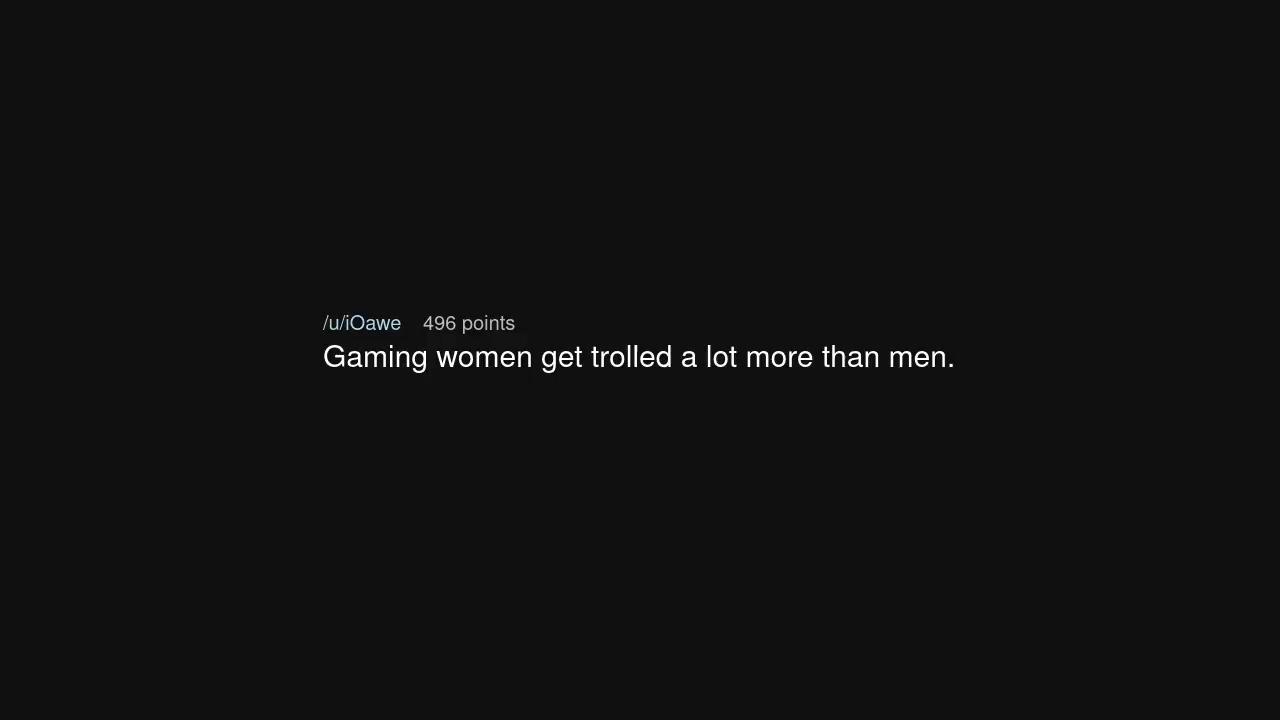 /u/iOawe 496 points
Gaming women get trolled a lot more than men.